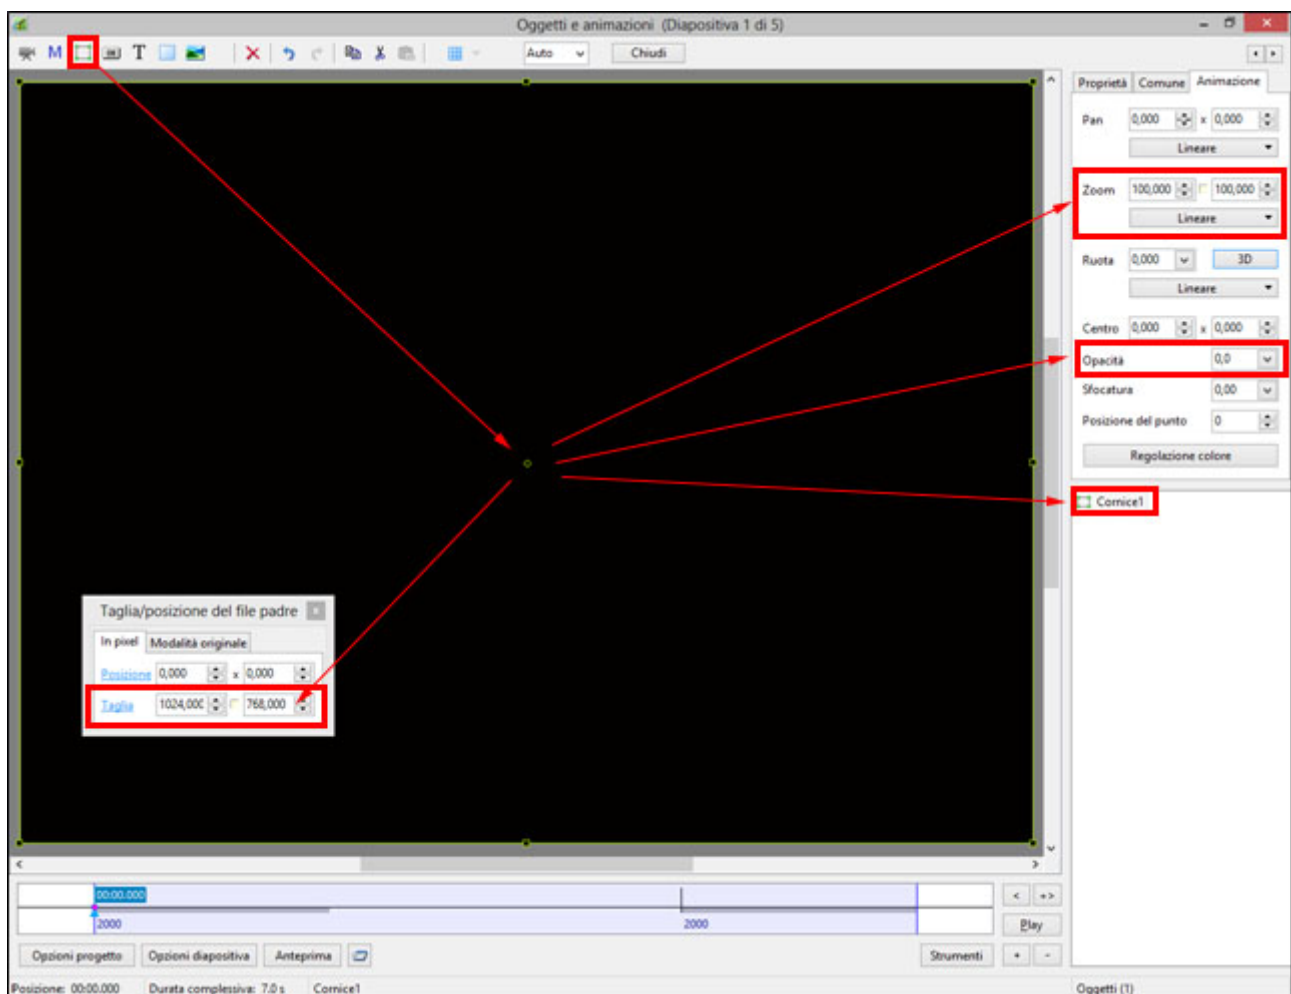 Oggetti e animazioni (Diapositiva 1 di 5)
M T Auto Chiudi
Proprietà Comune Animazione
Pan 0,000 x 0,000
Lineare
Zoom 100,000 100,000
Lineare
Ruota 0,000 3D
Lineare
Centro 0,000 x 0,000
Opacità 0,0
Sfocatura 0,00
Posizione del punto 0
Regolazione colore
Cornice1
Taglia/posizione del file padre x
In pixel Modalità originale
Posizione 0,000 x 0,000
Taglia 1024,000 768,000
00:00.000
2000 2000
Play
Opzioni progetto Opzioni diapositiva Anteprima Strumenti + -
Posizione: 00:00.000 Durata complessiva: 7.0 s Cornice1 Oggetti (1)